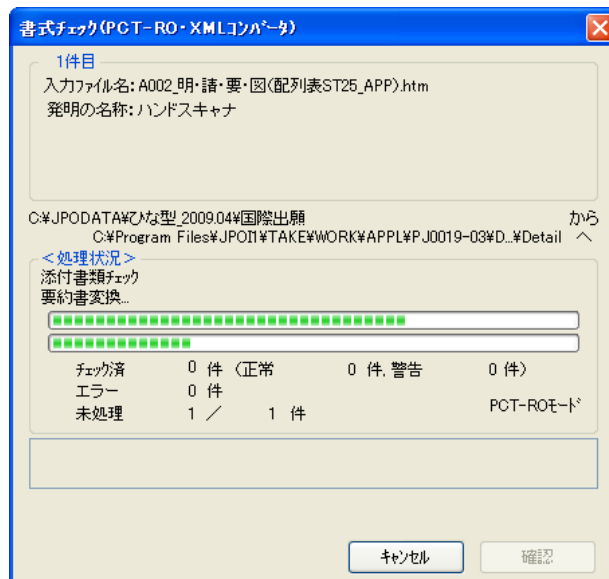 書式チェック(PCT-RO・XMLコンバータ)
1件目
入力ファイル名:A002_明・請・要・図(配列表ST25_APP).htm
発明の名称:ハンドスキャナ
C:¥JPODATA¥ひな型_2009.04¥国際出願 から
C:¥Program Files¥JPOI1¥TAKE¥WORK¥APPL¥PJ0019-03¥D...¥Detail へ
<処理状況>
添付書類チェック
要約書変換...
チェック済 0 件 (正常 0 件, 警告 0 件)
エラー 0 件
未処理 1 / 1 件
PCT-ROモード
キャンセル 確認